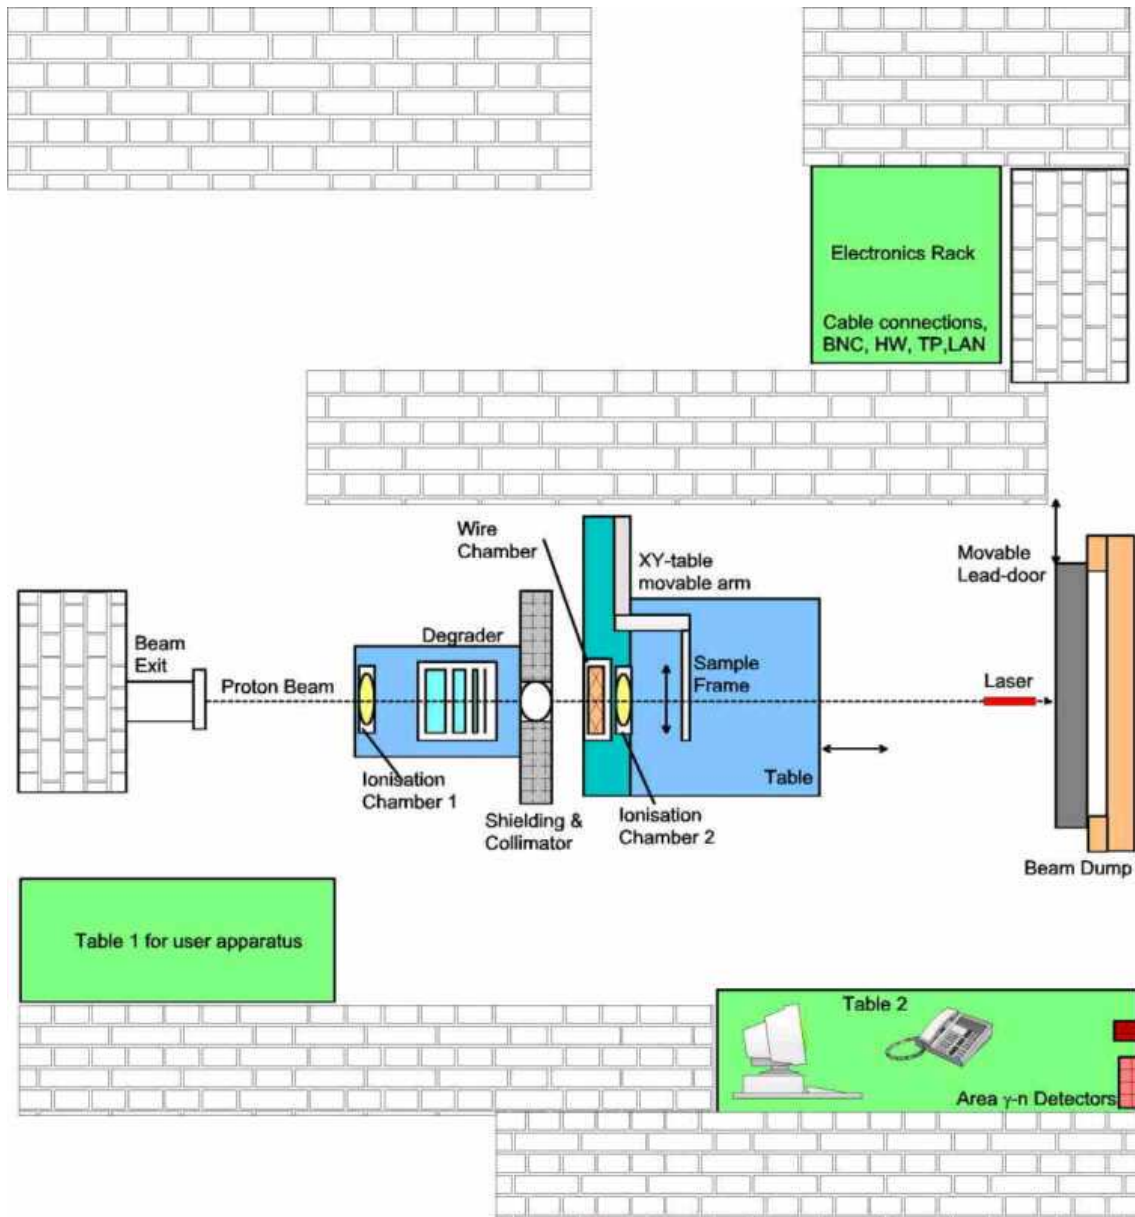 Electronics Rack
Cable connections,
BNC, HW, TP,LAN
Wire
Chamber
XY-table
movable arm
Movable
Lead-door
Beam
Exit
Degrader
Proton Beam
Sample
Frame
Laser
Ionisation
Chamber 1
Table
Shielding &
Collimator
Ionisation
Chamber 2
Beam Dump
Table 1 for user apparatus
Table 2
Area γ-n Detectors